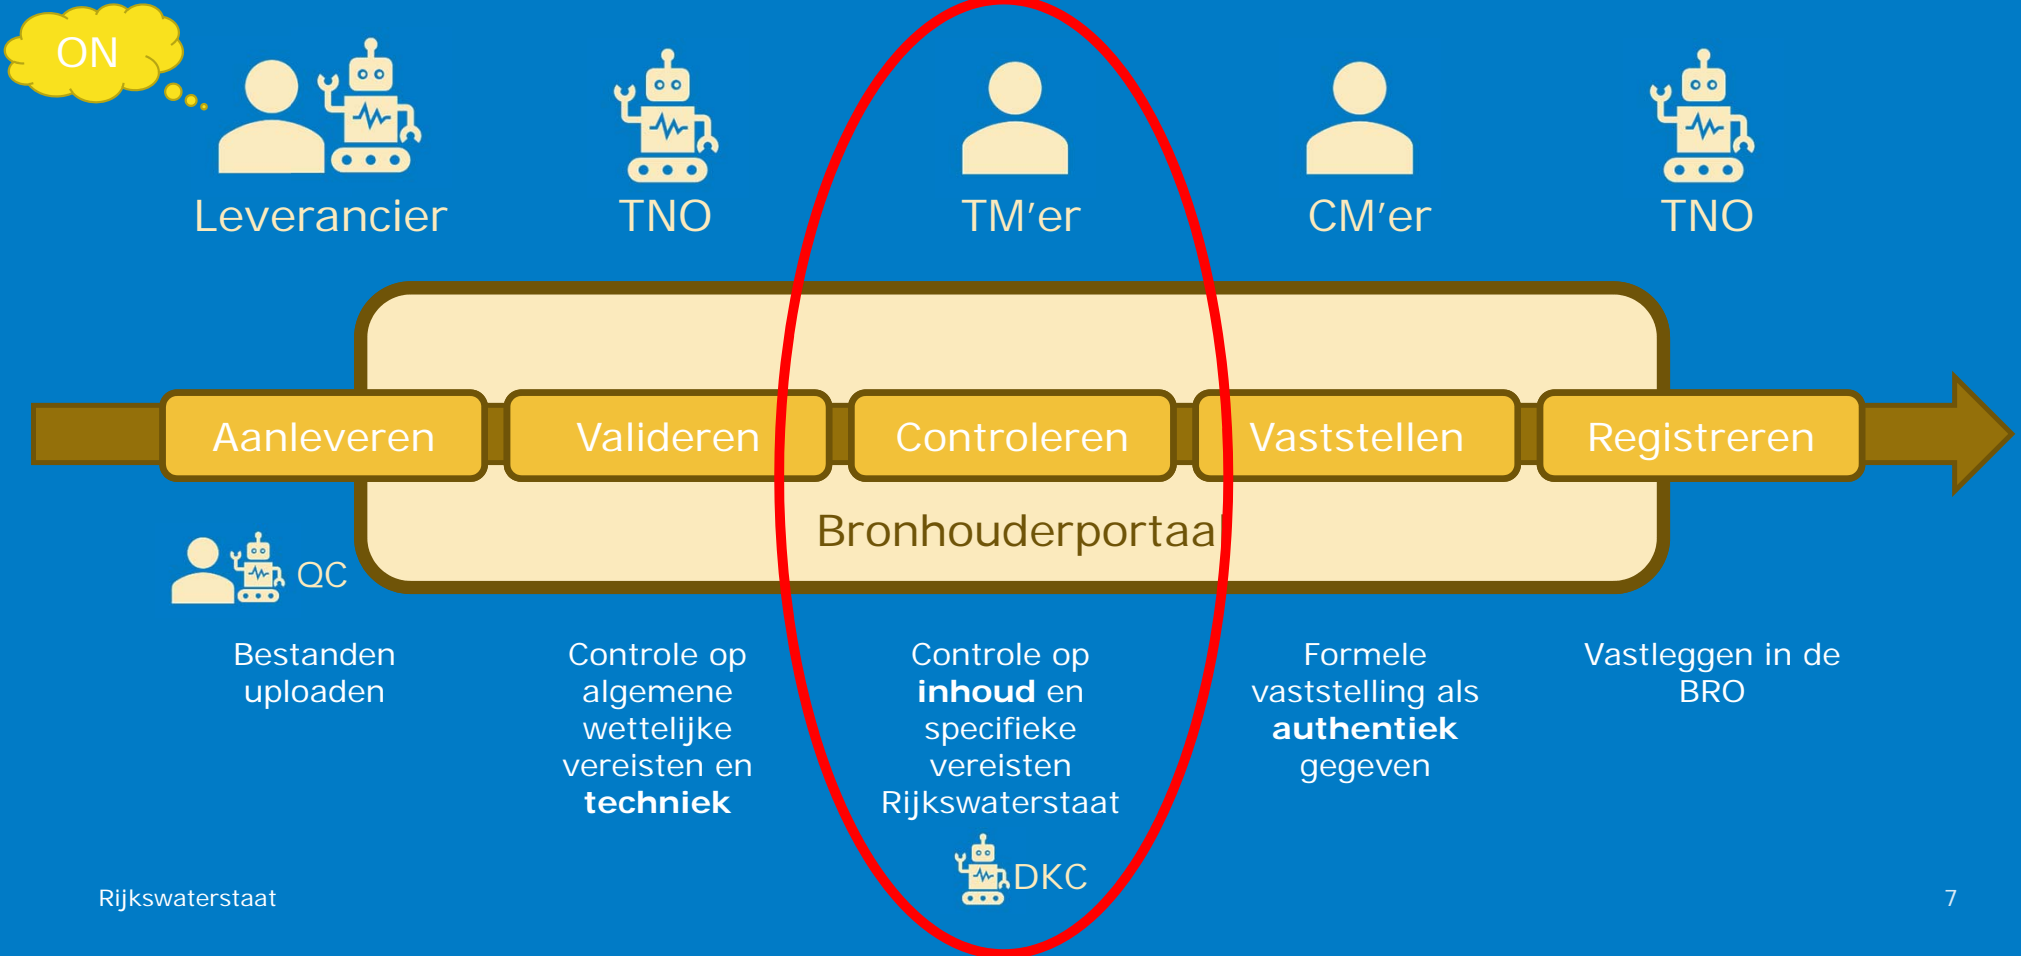 ON
Leverancier
TNO
TM'er
CM'er
TNO
Aanleveren
Valideren
Controleren
Vaststellen
Registreren
Bronhouderportaal
QC
Bestanden
uploaden
Controle op
algemene
wettelijke
vereisten en
techniek
Controle op
inhoud en
specifieke
vereisten
Rijkswaterstaat
DKC
Formele
vaststelling als
authentiek
gegeven
Vastleggen in de
BRO
Rijkswaterstaat
7